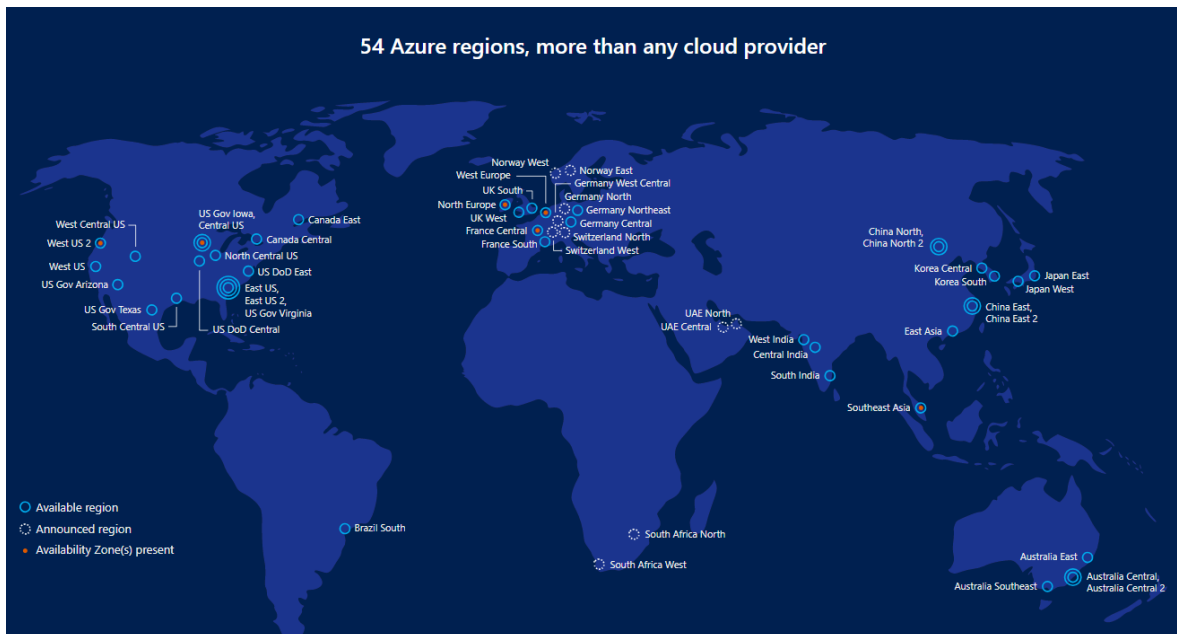 54 Azure regions, more than any cloud provider
Norway West
Norway East
West Europe
Germany West Central
UK South
Germany North
North Europe
Germany Northeast
UK West
Germany Central
France Central
Switzerland North
France South
Switzerland West
West Central US
US Gov Iowa,
Central US
Canada East
West US 2
Canada Central
North Central US
West US
US DoD East
US Gov Arizona
East US,
East US 2,
US Gov Virginia
US Gov Texas
South Central US
US DoD Central
China North,
China North 2
Korea Central
Korea South
Japan East
Japan West
China East,
China East 2
UAE North
UAE Central
East Asia
West India
Central India
South India
Southeast Asia
Available region
Announced region
Availability Zone(s) present
Brazil South
South Africa North
South Africa West
Australia East
Australia Central,
Australia Central 2
Australia Southeast